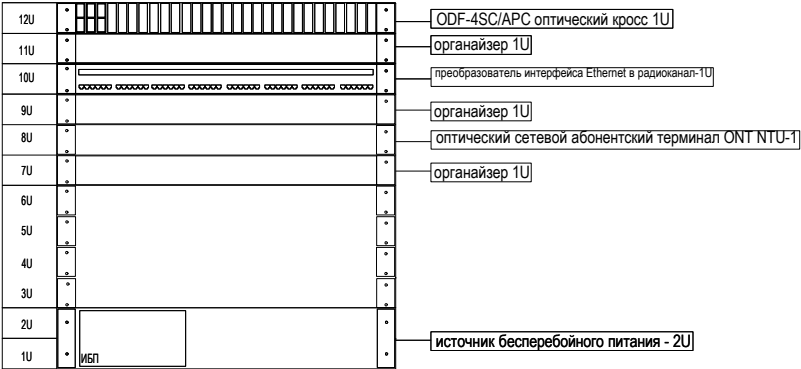 12U
ODF-4SC/APC оптический кросс 1U
11U
органайзер 1U
10U
преобразователь интерфейса Ethernet в радиоканал-1U
9U
органайзер 1U
8U
оптический сетевой абонентский терминал ONT NTU-1
7U
органайзер 1U
6U
5U
4U
3U
2U
источник бесперебойного питания - 2U
1U
ИБП